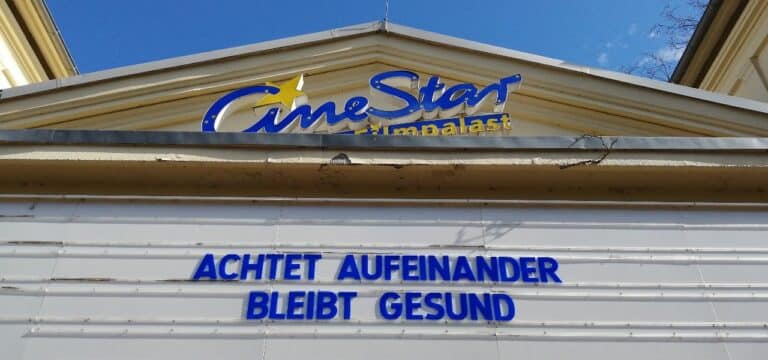 CineStar
Filmpalast
ACHTET AUFEINANDER
BLEIBT GESUND